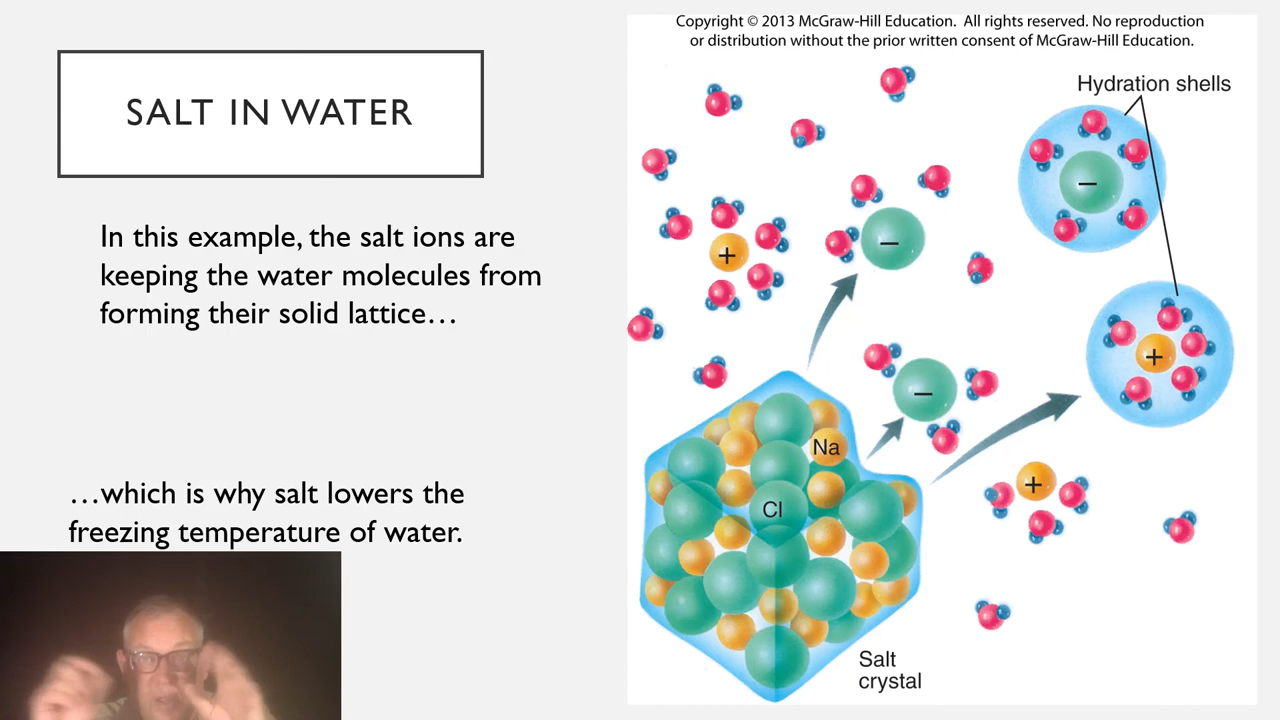 SALT IN WATER
In this example, the salt ions are
keeping the water molecules from
forming their solid lattice…
…which is why salt lowers the
freezing temperature of water.
Copyright © 2013 McGraw-Hill Education. All rights reserved. No reproduction
or distribution without the prior written consent of McGraw-Hill Education.
Hydration shells
−
+
−
+
−
Na
+
Cl
Salt
crystal